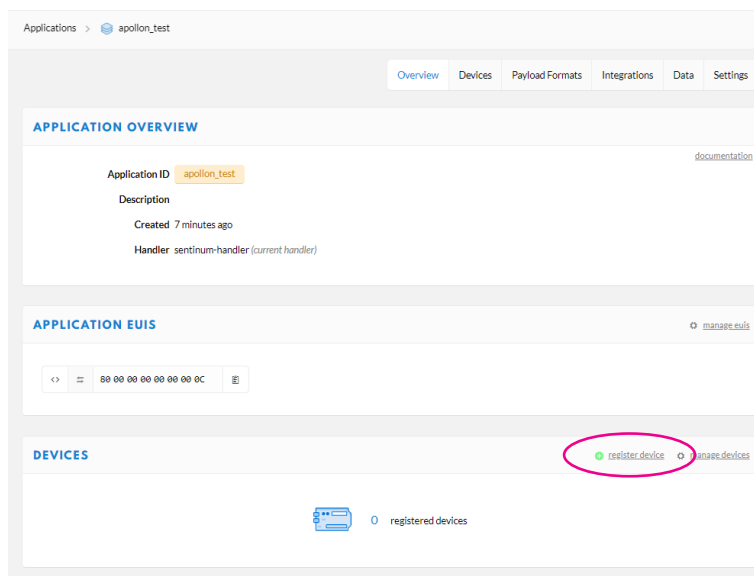 Applications > apollon_test
Overview Devices Payload Formats Integrations Data Settings
APPLICATION OVERVIEW
documentation
Application ID apollon_test
Description
Created 7 minutes ago
Handler sentinum-handler (current handler)
APPLICATION EUIS
manage euis
<> 80 00 00 00 00 00 00 0C
DEVICES
register device manage devices
0 registered devices